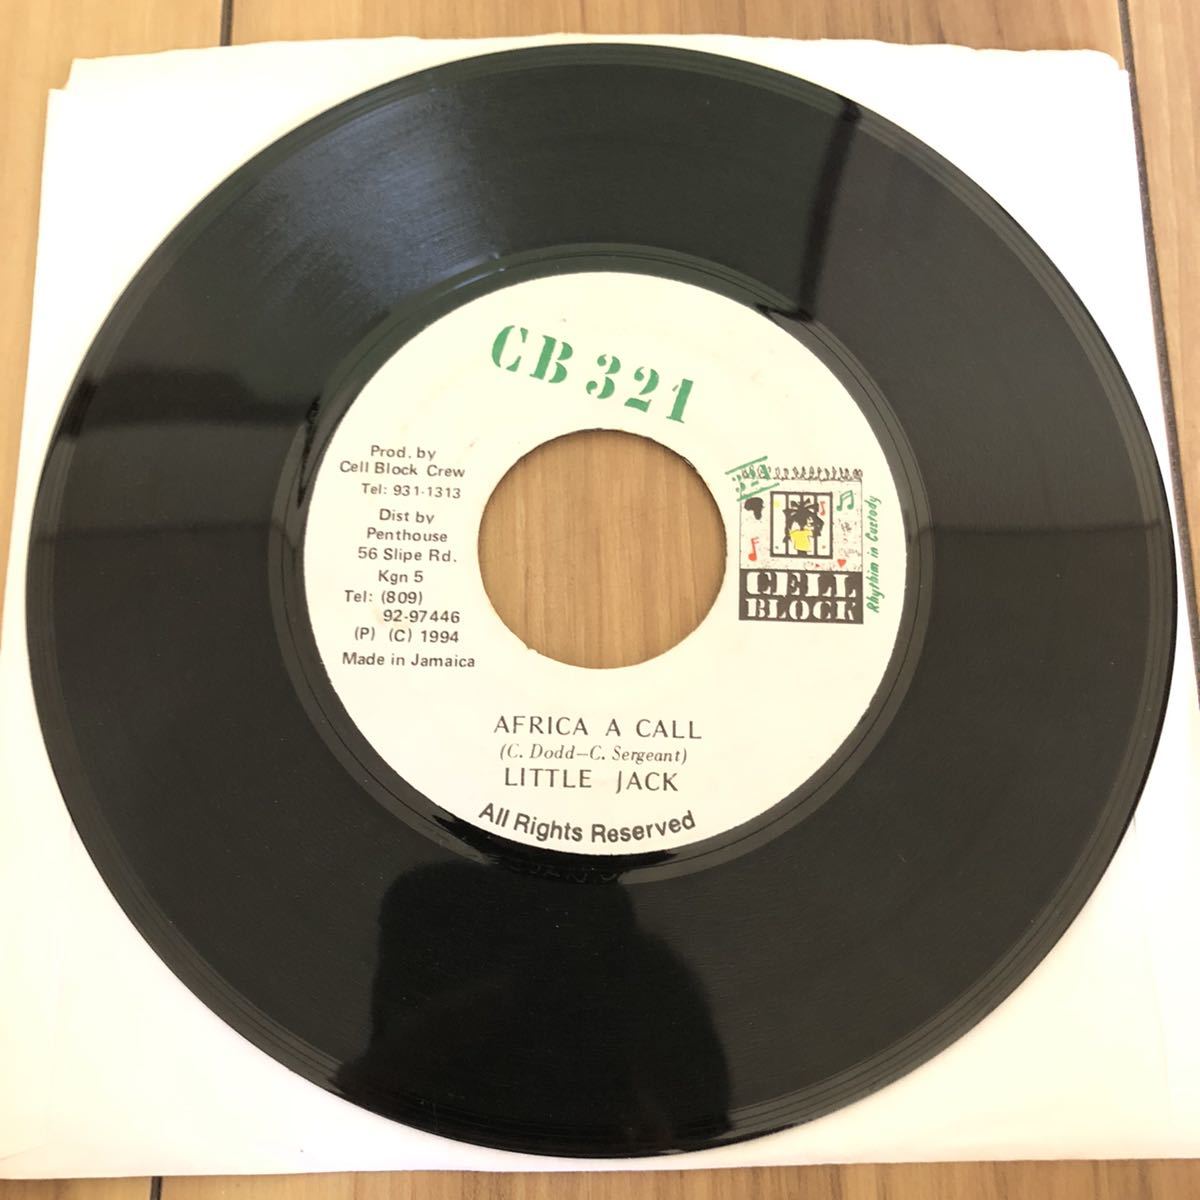 CB 321
Prod. by
Cell Block Crew
Tel: 931-1313
Dist by
Penthouse
56 Slipe Rd.
Kgn 5
Tel: (809)
92-97446
(P) (C) 1994
Made in Jamaica
CELL
BLOCK
Rhythim in Custody
AFRICA A CALL
(C. Dodd—C. Sergeant)
LITTLE JACK
All Rights Reserved